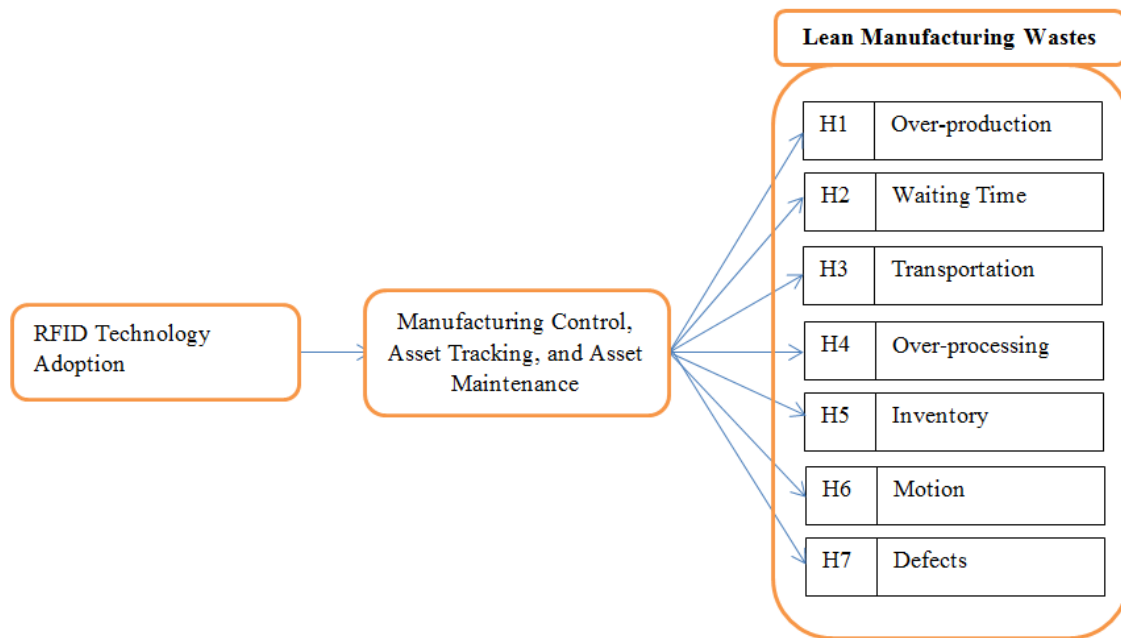 Lean Manufacturing Wastes
H1 Over-production
H2 Waiting Time
H3 Transportation
RFID Technology
Adoption
Manufacturing Control,
Asset Tracking, and Asset
Maintenance
H4 Over-processing
H5 Inventory
H6 Motion
H7 Defects